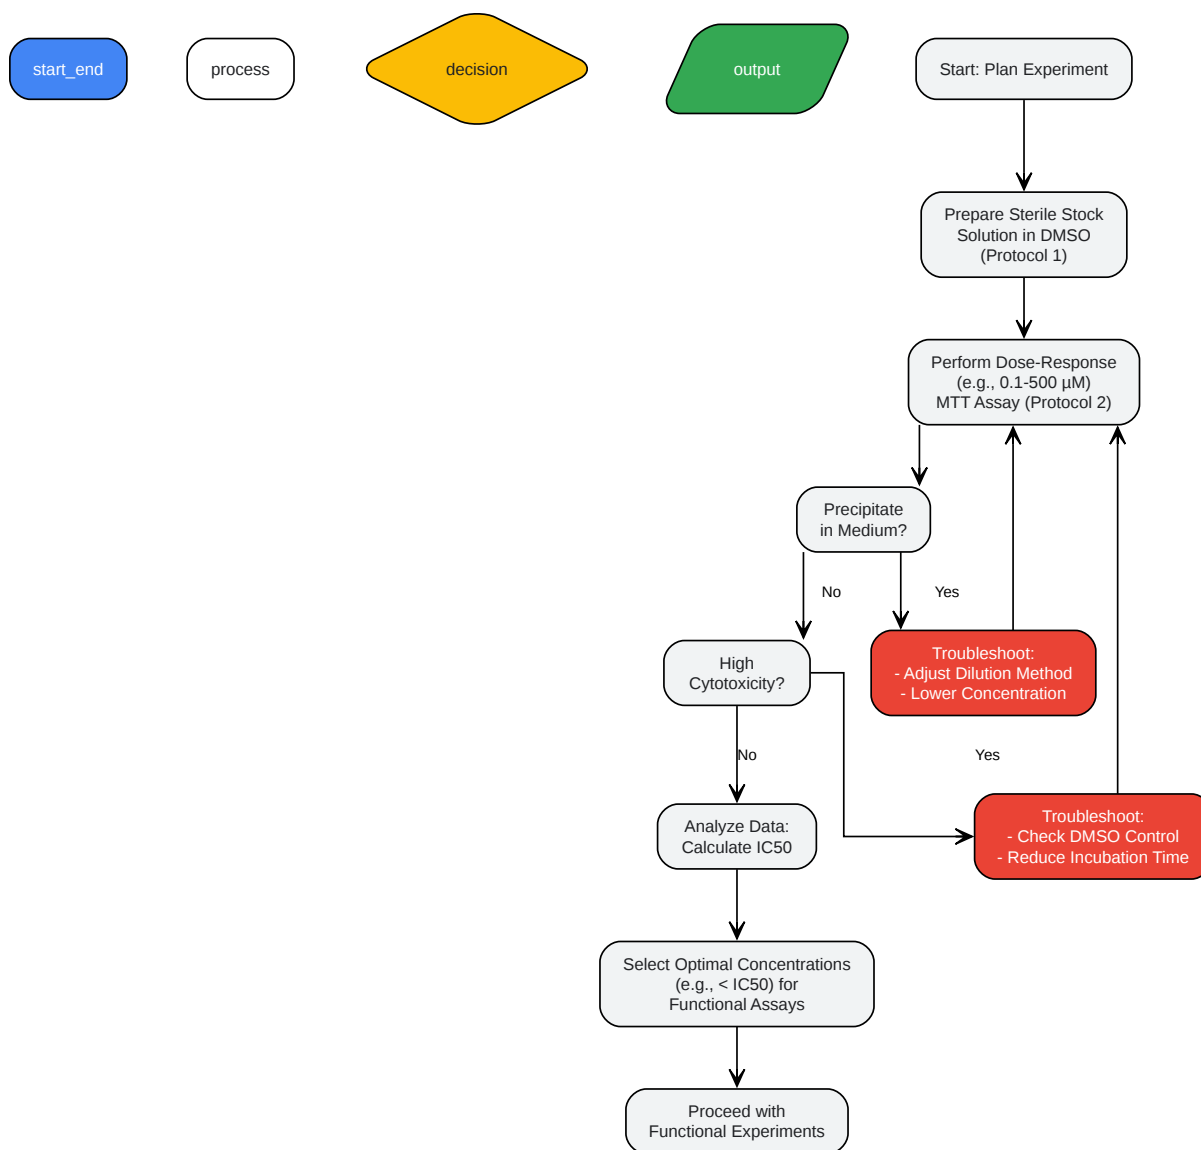 start_end
process
decision
output
Start: Plan Experiment
Prepare Sterile Stock
Solution in DMSO
(Protocol 1)
Perform Dose-Response
(e.g., 0.1-500 µM)
MTT Assay (Protocol 2)
Precipitate
in Medium?
No
Yes
High
Cytotoxicity?
Troubleshoot:
- Adjust Dilution Method
- Lower Concentration
No
Yes
Analyze Data:
Calculate IC50
Troubleshoot:
- Check DMSO Control
- Reduce Incubation Time
Select Optimal Concentrations
(e.g., < IC50) for
Functional Assays
Proceed with
Functional Experiments